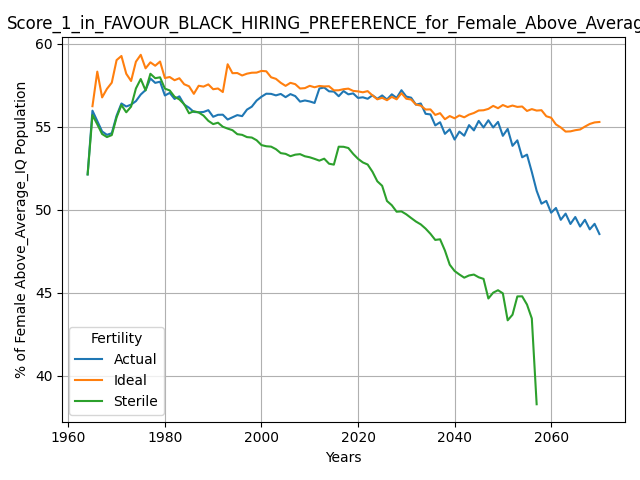 Score_1_in_FAVOUR_BLACK_HIRING_PREFERENCE_for_Female_Above_Averag
% of Female Above_Average_IQ Population
60
55
50
45
40
Fertility
Actual
Ideal
Sterile
1960 1980 2000 2020 2040 2060
Years